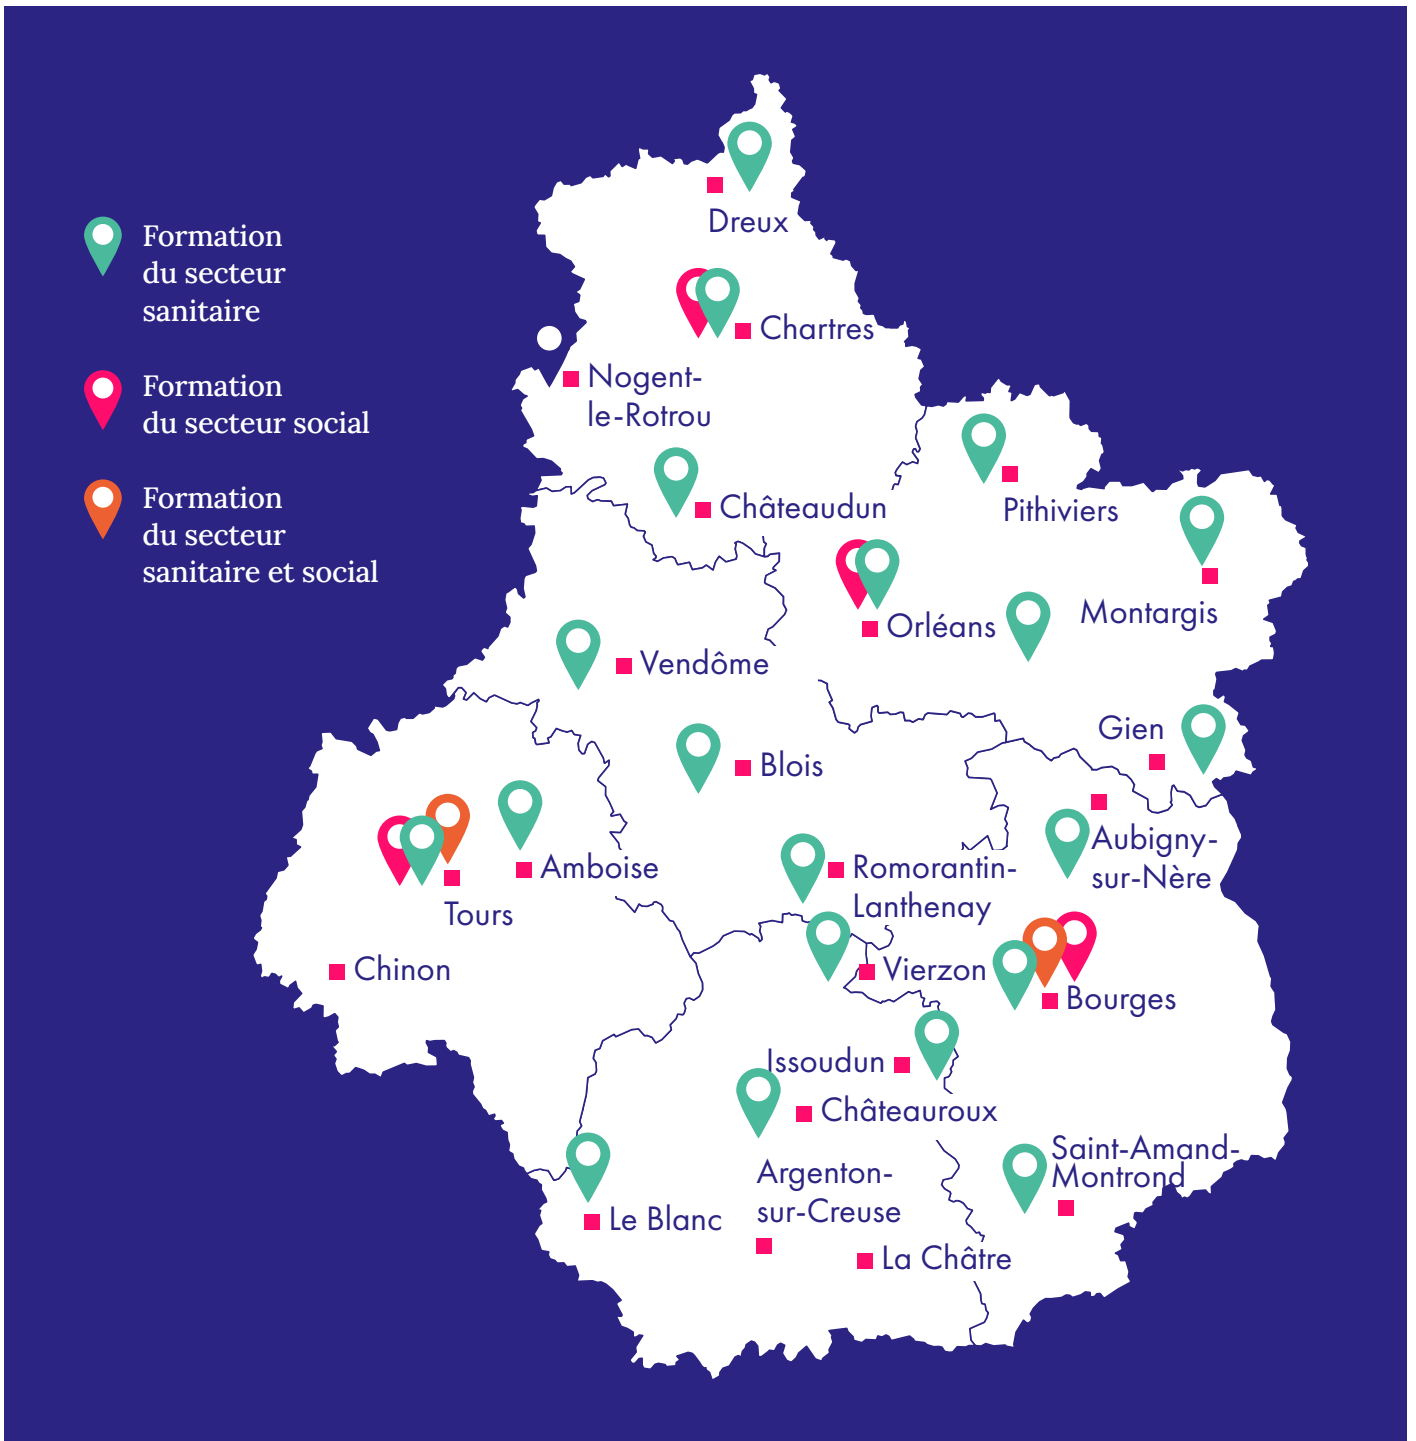 Formation
du secteur
sanitaire
Formation
du secteur social
Formation
du secteur
sanitaire et social
Dreux
Chartres
Nogent-
le-Rotrou
Châteaudun
Pithiviers
Montargis
Orléans
Vendôme
Gien
Blois
Aubigny-
sur-Nère
Amboise
Romorantin-
Lanthenay
Tours
Chinon
Vierzon
Bourges
Issoudun
Châteauroux
Saint-Amand-
Montrond
Argenton-
sur-Creuse
Le Blanc
La Châtre